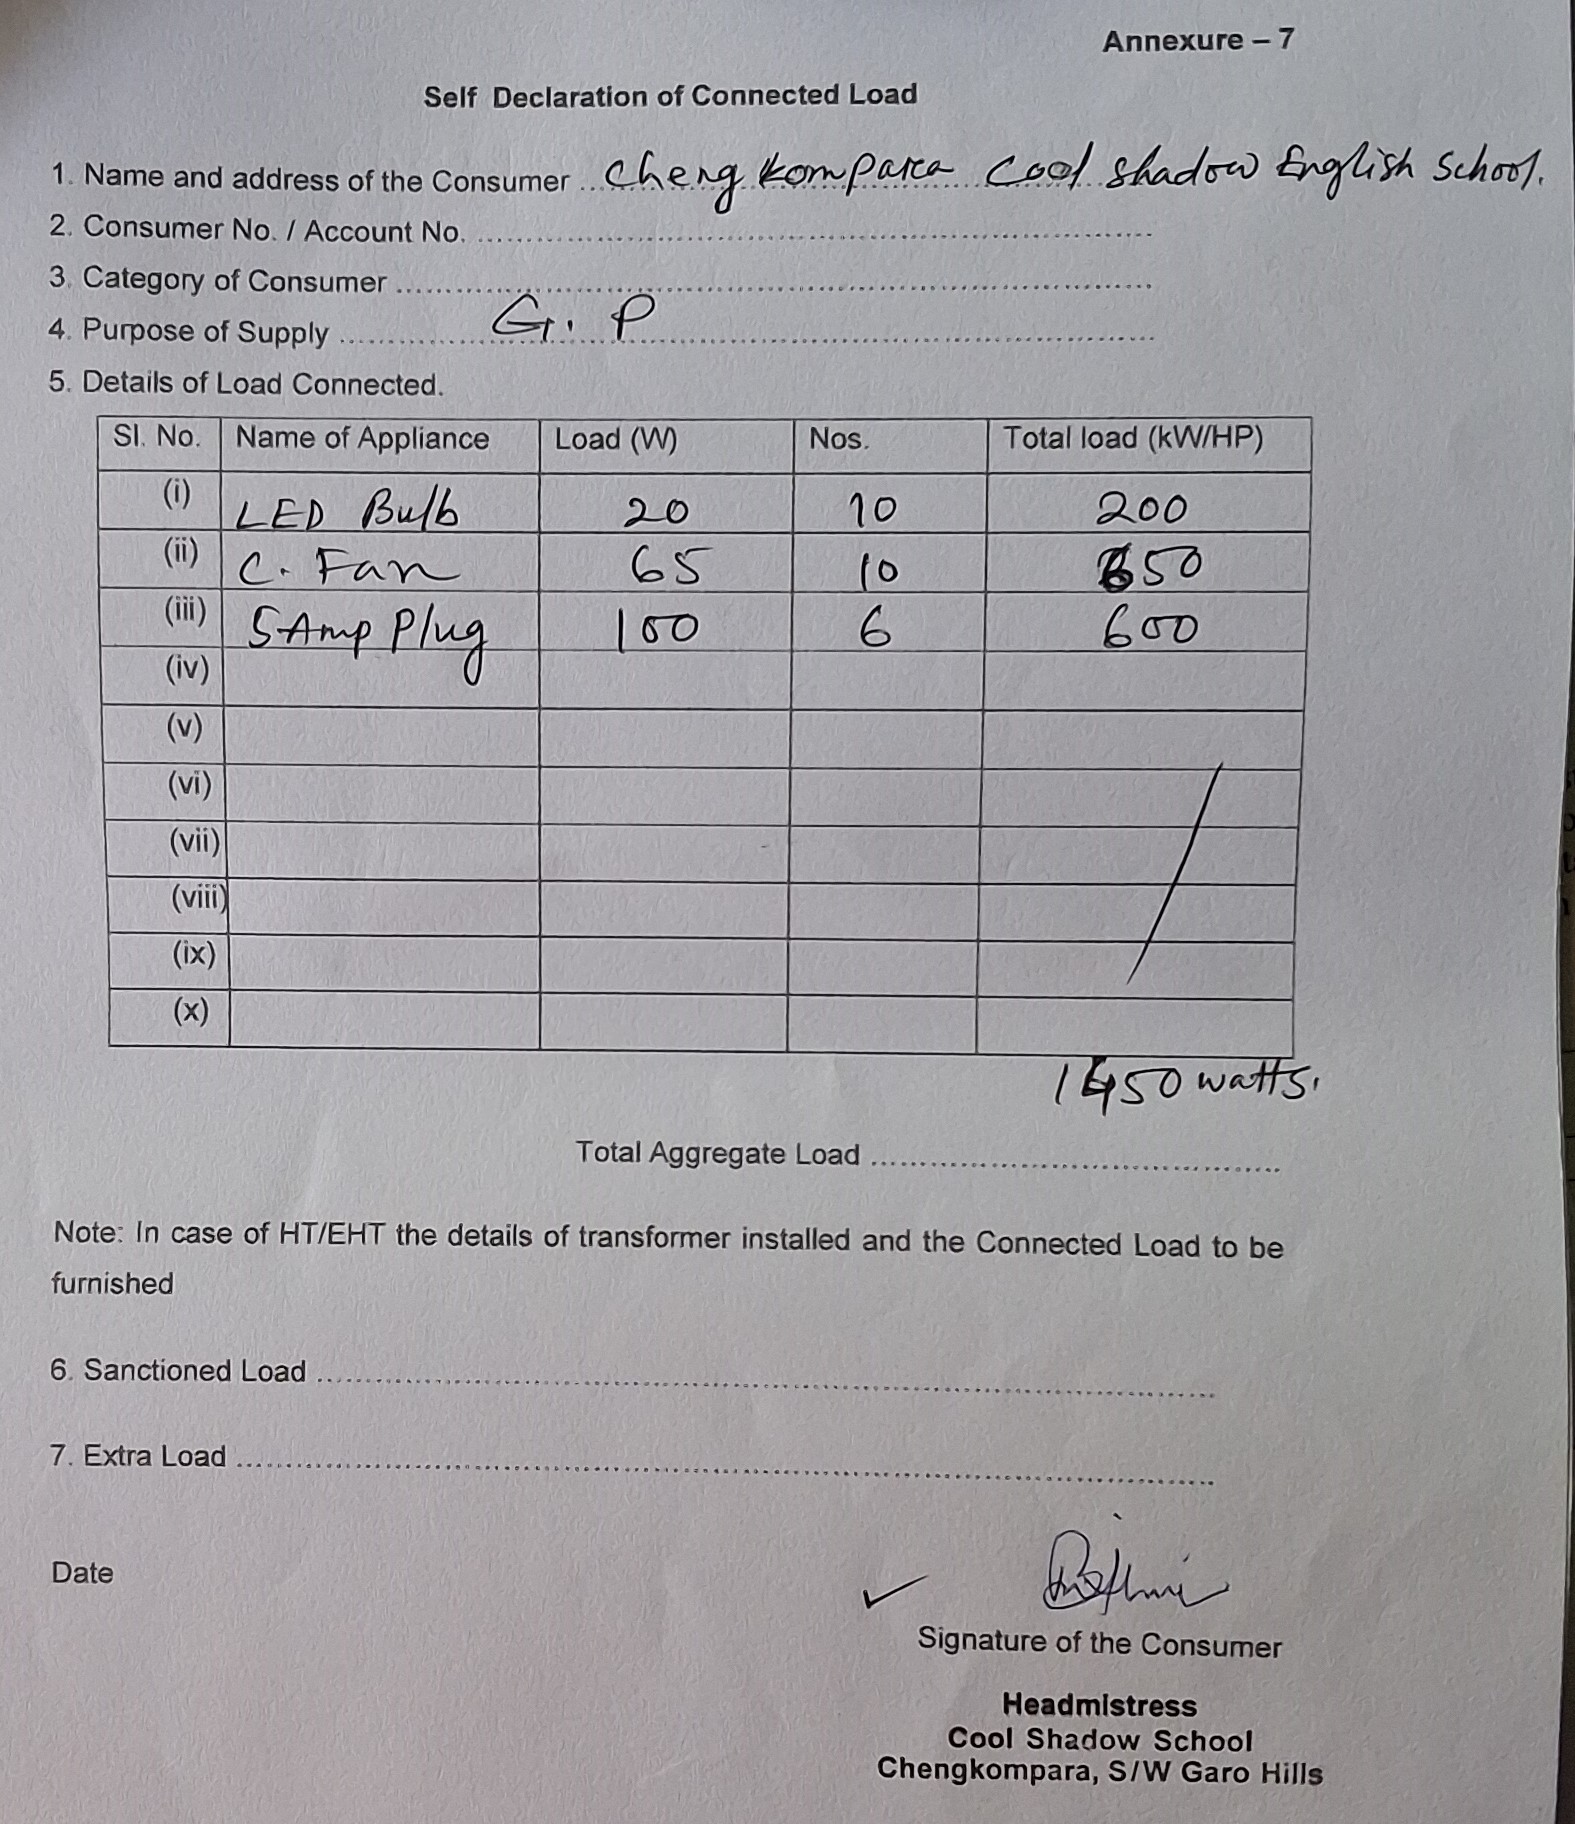 Annexure – 7
Self Declaration of Connected Load
1. Name and address of the Consumer ... Chengkompara Cool Shadow English School.
2. Consumer No. / Account No. ..........
3. Category of Consumer ..........
4. Purpose of Supply .......... G. P
5. Details of Load Connected.
Sl. No. Name of Appliance Load (W) Nos. Total load (kW/HP)
(i) LED Bulb 20 10 200
(ii) C. Fan 65 10 650
(iii) 5Amp Plug 100 6 600
(iv)
(v)
(vi)
(vii)
(viii)
(ix)
(x)
1450 watts.
Total Aggregate Load ..........
Note: In case of HT/EHT the details of transformer installed and the Connected Load to be
furnished
6. Sanctioned Load ..........
7. Extra Load ..........
Date
Signature of the Consumer
Headmistress
Cool Shadow School
Chengkompara, S/W Garo Hills